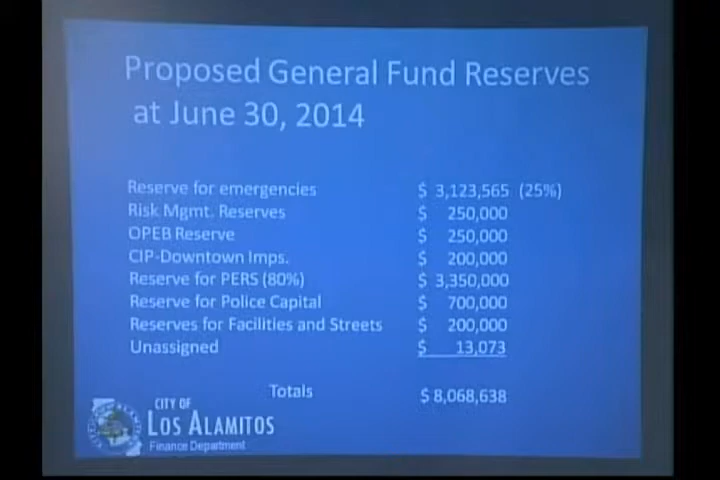 Proposed General Fund Reserves
at June 30, 2014
Reserve for emergencies $ 3,123,565 (25%)
Risk Mgmt. Reserves $ 250,000
OPEB Reserve $ 250,000
CIP-Downtown Imps. $ 200,000
Reserve for PERS (80%) $ 3,350,000
Reserve for Police Capital $ 700,000
Reserves for Facilities and Streets $ 200,000
Unassigned $ 13,073
Totals $ 8,068,638
CITY OF
LOS ALAMITOS
Finance Department